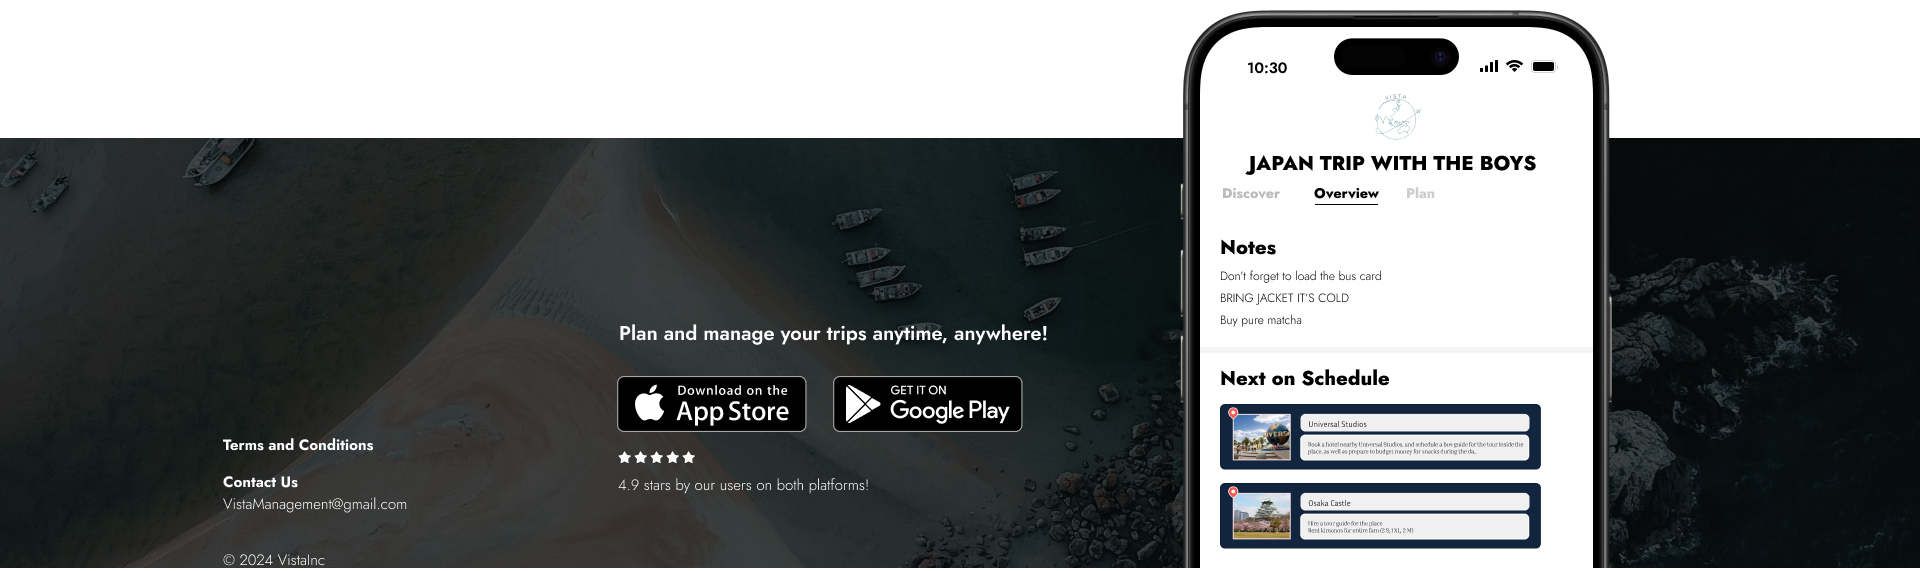 Plan and manage your trips anytime, anywhere!
Download on the
App Store
GET IT ON
Google Play
4.9 stars by our users on both platforms!
Terms and Conditions
Contact Us
VistaManagement@gmail.com
© 2024 VistaInc
10:30
VISTA
JAPAN TRIP WITH THE BOYS
Discover Overview Plan
Notes
Don't forget to load the bus card
BRING JACKET IT'S COLD
Buy pure matcha
Next on Schedule
Universal Studios
Book a hotel nearby Universal Studios, and schedule a bus guide for the tour inside the
place, as well as prepare to budget money for snacks during the da,
Osaka Castle
Hire a tour guide for the place
Rent kimonos for entire fam (2 S, 1 XL, 2 M)